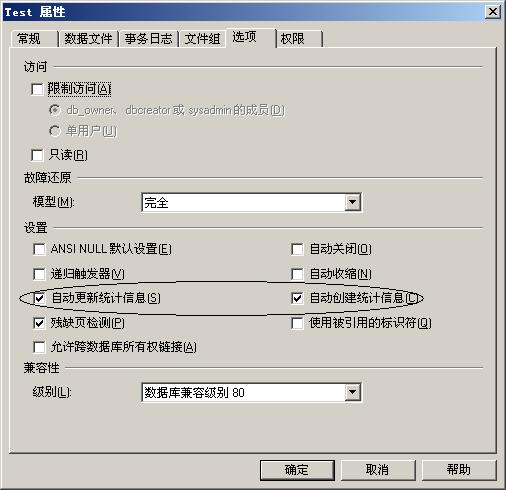 Test 属性
常规 数据文件 事务日志 文件组 选项 权限
访问
限制访问(A)
db_owner、dbcreator 或 sysadmin 的成员(D)
单用户(U)
只读(R)
故障还原
模型(M): 完全
设置
ANSI NULL 默认设置(E) 自动关闭(O)
递归触发器(V) 自动收缩(N)
自动更新统计信息(S) 自动创建统计信息(C)
残缺页检测(P) 使用被引用的标识符(Q)
允许跨数据库所有权链接(A)
兼容性
级别(L): 数据库兼容级别 80
确定 取消 帮助